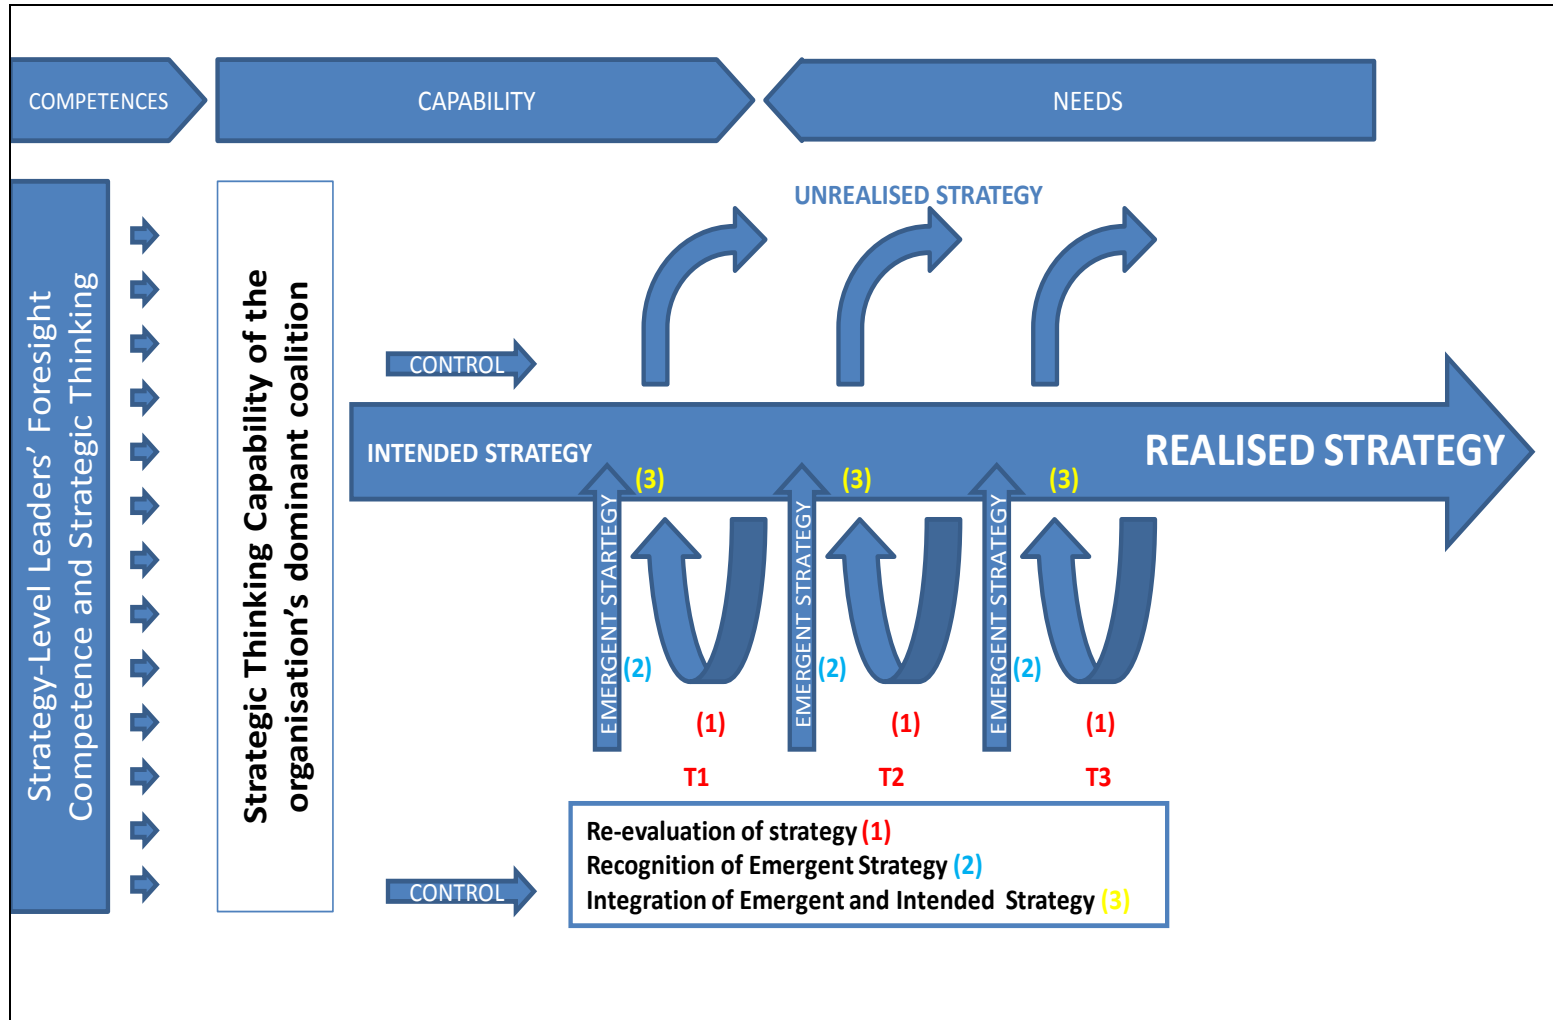 COMPETENCES
CAPABILITY
NEEDS
Strategy-Level Leaders’ Foresight
Competence and Strategic Thinking
Strategic Thinking Capability of the
organisation’s dominant coalition
UNREALISED STRATEGY
CONTROL
INTENDED STRATEGY
REALISED STRATEGY
(3)
(3)
(3)
EMERGENT STARTEGY
EMERGENT STRATEGY
EMERGENT STRATEGY
(2)
(2)
(2)
(1)
(1)
(1)
T1
T2
T3
CONTROL
Re-evaluation of strategy (1)
Recognition of Emergent Strategy (2)
Integration of Emergent and Intended Strategy (3)